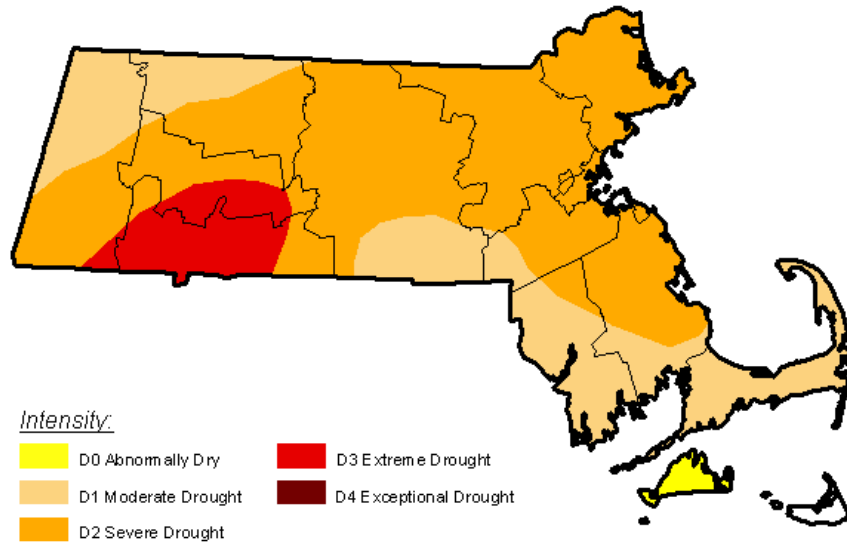 Intensity:
D0 Abnormally Dry
D1 Moderate Drought
D2 Severe Drought
D3 Extreme Drought
D4 Exceptional Drought